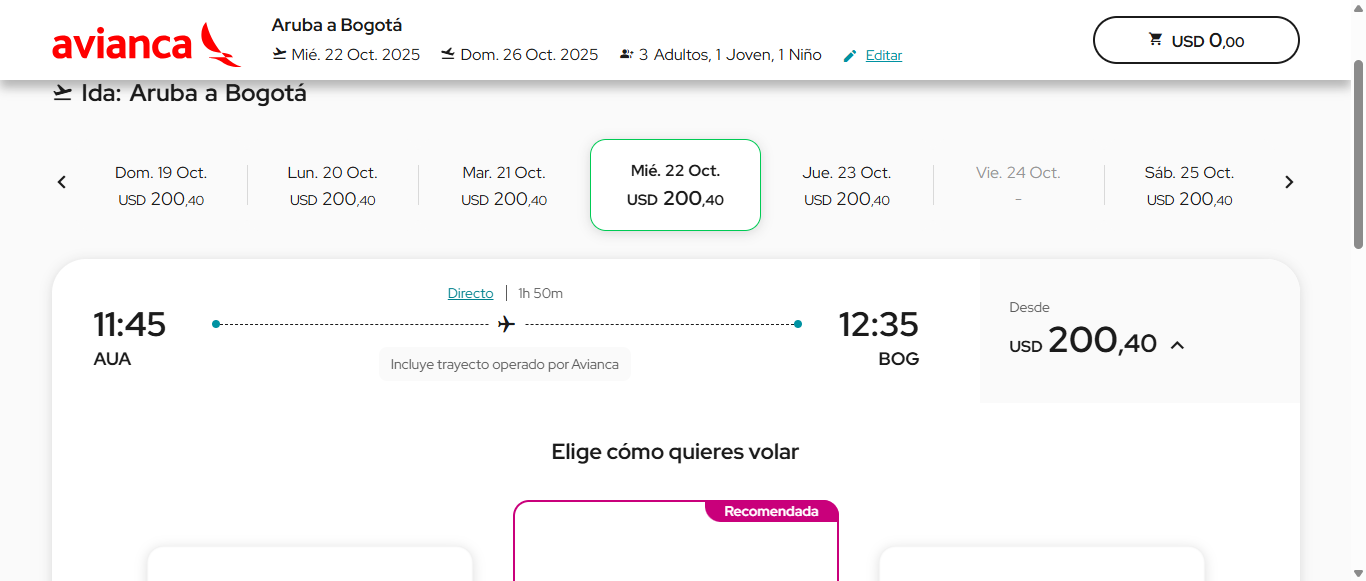 avianca
Aruba a Bogotá
Mié. 22 Oct. 2025 Dom. 26 Oct. 2025 3 Adultos, 1 Joven, 1 Niño Editar
USD 0,00
Ida: Aruba a Bogotá
Dom. 19 Oct. Lun. 20 Oct. Mar. 21 Oct. Mié. 22 Oct. Jue. 23 Oct. Vie. 24 Oct. Sáb. 25 Oct.
USD 200,40 USD 200,40 USD 200,40 USD 200,40 USD 200,40 - USD 200,40
Directo | 1h 50m
11:45 12:35
AUA BOG
Incluye trayecto operado por Avianca
Desde
USD 200,40
Elige cómo quieres volar
Recomendada